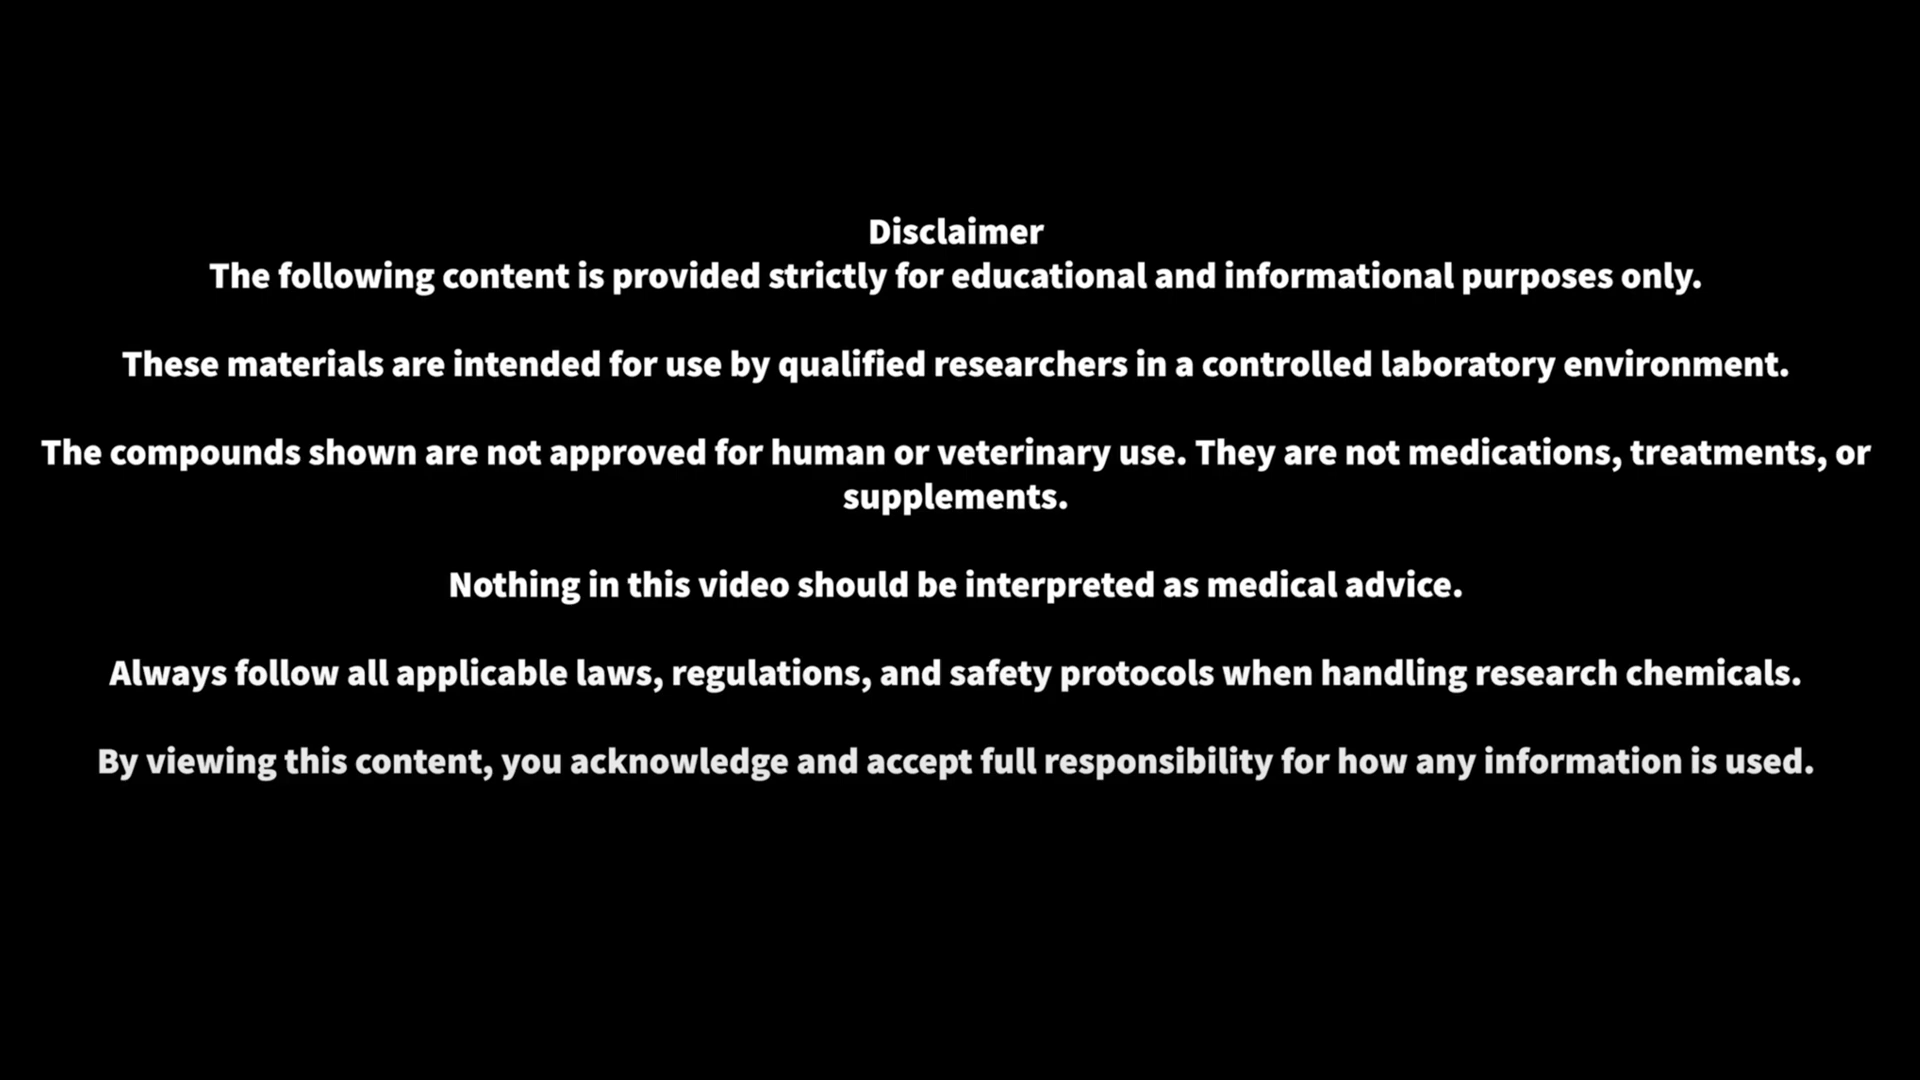 Disclaimer
The following content is provided strictly for educational and informational purposes only.
These materials are intended for use by qualified researchers in a controlled laboratory environment.
The compounds shown are not approved for human or veterinary use. They are not medications, treatments, or
supplements.
Nothing in this video should be interpreted as medical advice.
Always follow all applicable laws, regulations, and safety protocols when handling research chemicals.
By viewing this content, you acknowledge and accept full responsibility for how any information is used.